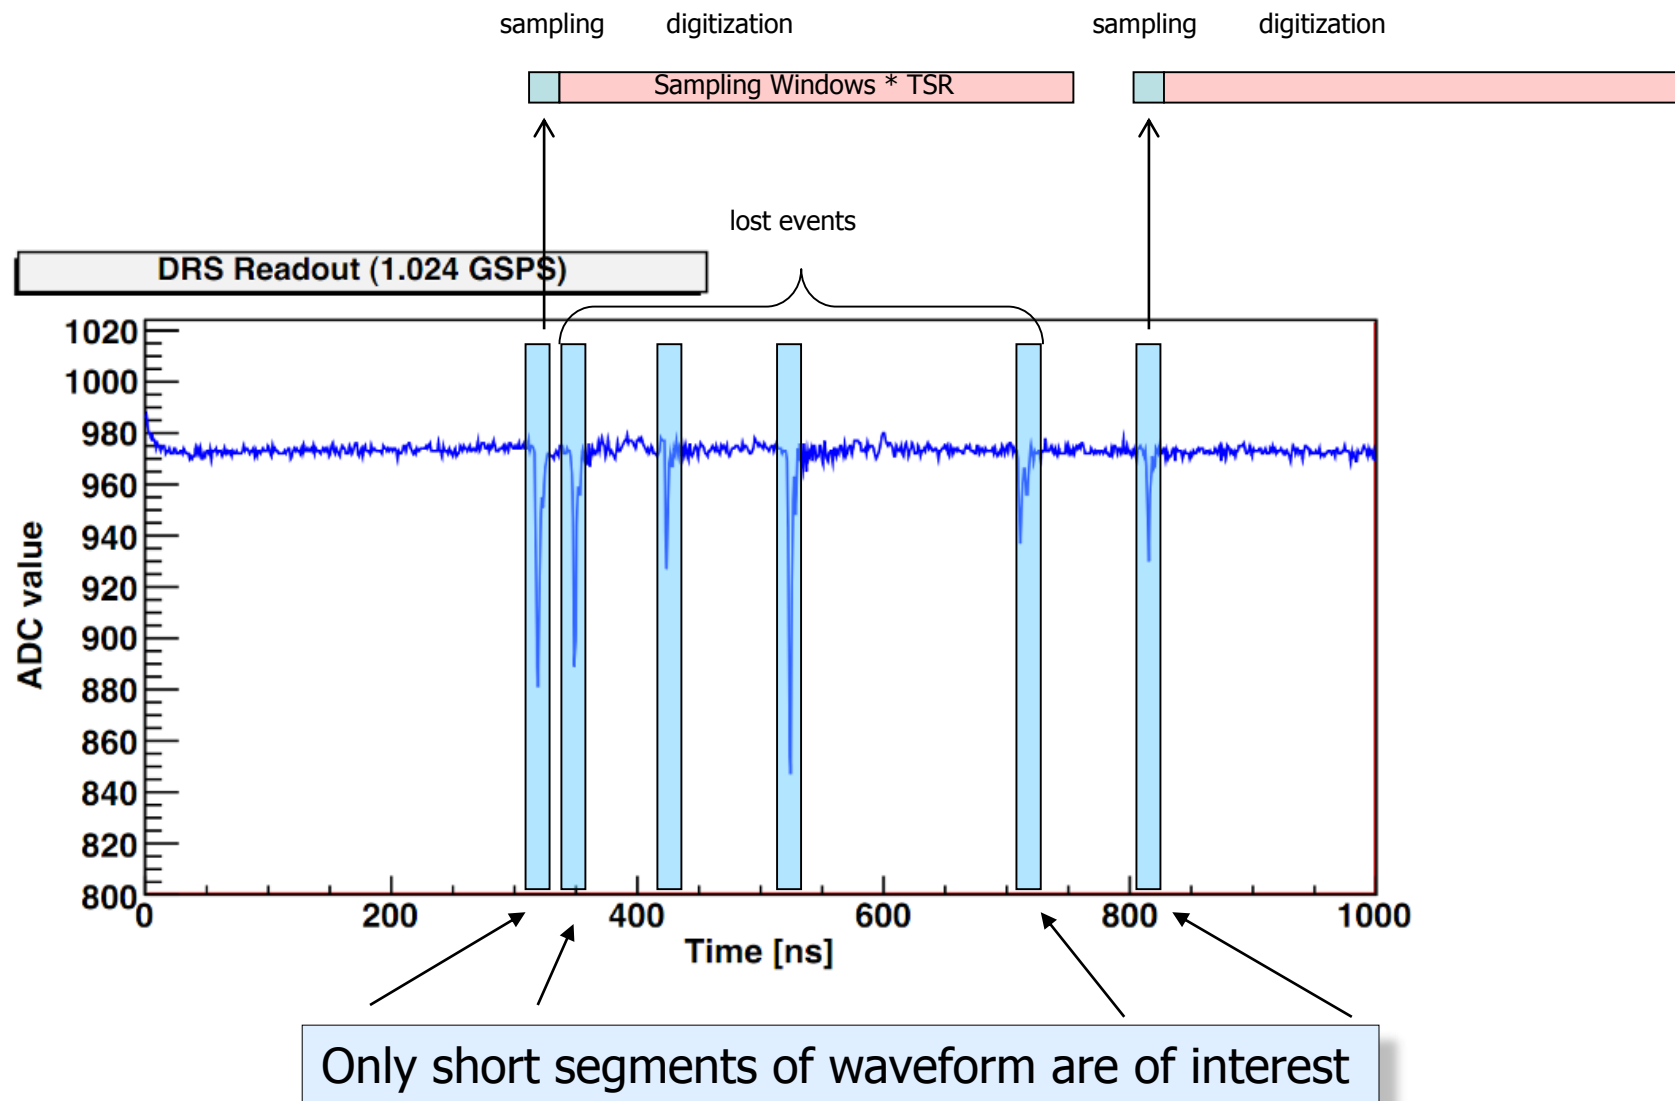 sampling digitization sampling digitization
Sampling Windows * TSR
lost events
DRS Readout (1.024 GSPS)
1020
1000
980
960
940
920
900
880
860
840
820
800
ADC value
0 200 400 600 800 1000
Time [ns]
Only short segments of waveform are of interest